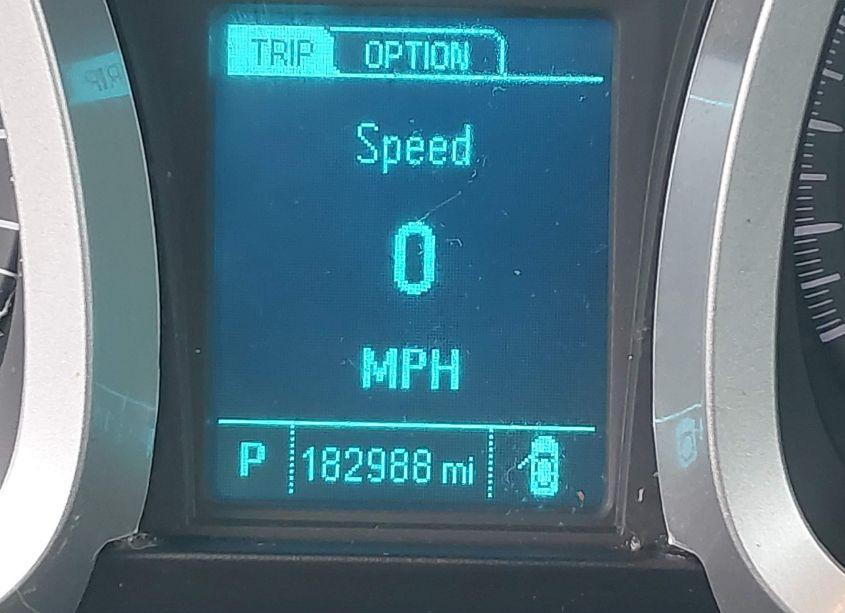 TRIP OPTION
Speed
0
MPH
P 182988 mi